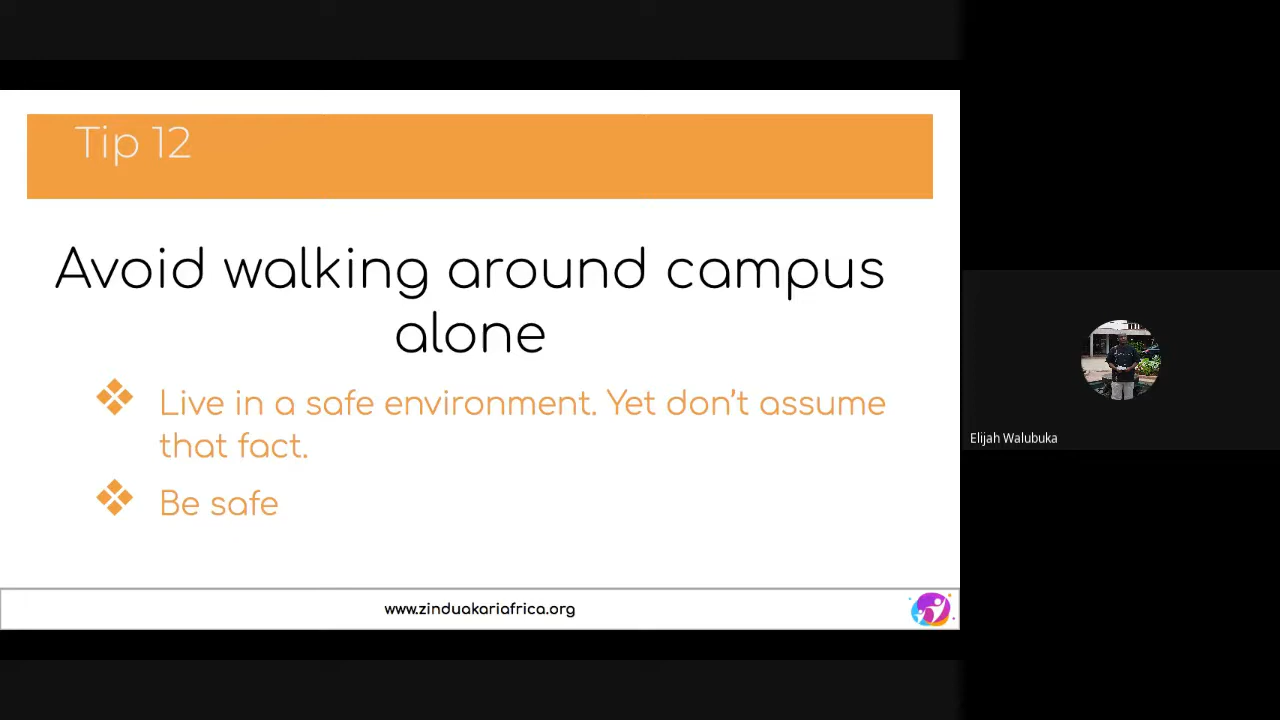 Tip 12
Avoid walking around campus
alone
Live in a safe environment. Yet don't assume
that fact.
Be safe
www.zinduakariafrica.org
Elijah Walubuka